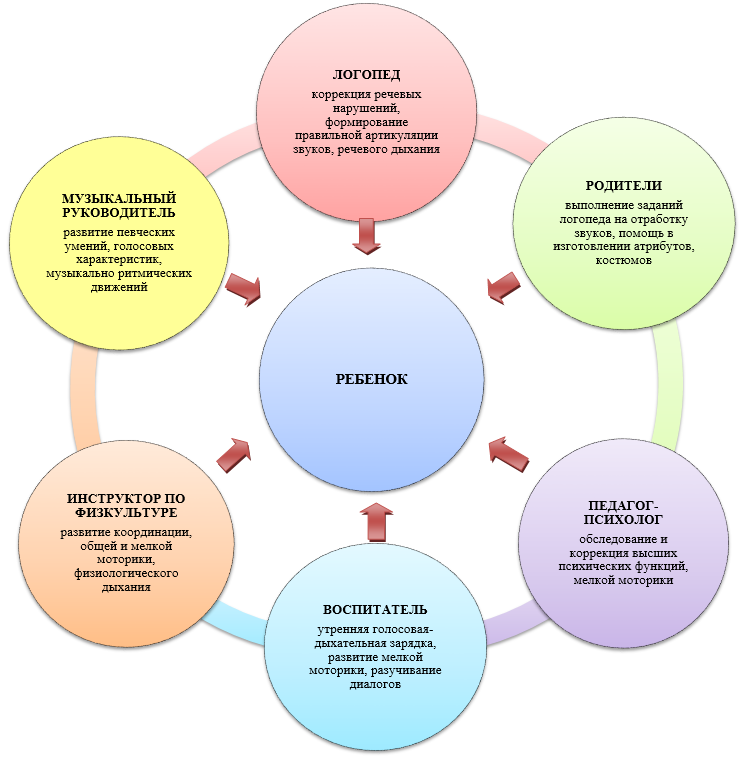 ЛОГОПЕД
коррекция речевых
нарушений,
формирование
правильной артикуляции
звуков, речевого дыхания
РОДИТЕЛИ
выполнение заданий
логопеда на отработку
звуков, помощь в
изготовлении атрибутов,
костюмов
ПЕДАГОГ-
ПСИХОЛОГ
обследование и
коррекция высших
психических функций,
мелкой моторики
ВОСПИТАТЕЛЬ
утренняя голосовая-
дыхательная зарядка,
развитие мелкой
моторики, разучивание
диалогов
ИНСТРУКТОР ПО
ФИЗКУЛЬТУРЕ
развитие координации,
общей и мелкой
моторики,
физиологического
дыхания
МУЗЫКАЛЬНЫЙ
РУКОВОДИТЕЛЬ
развитие певческих
умений, голосовых
характеристик,
музыкально ритмических
движений
РЕБЕНОК